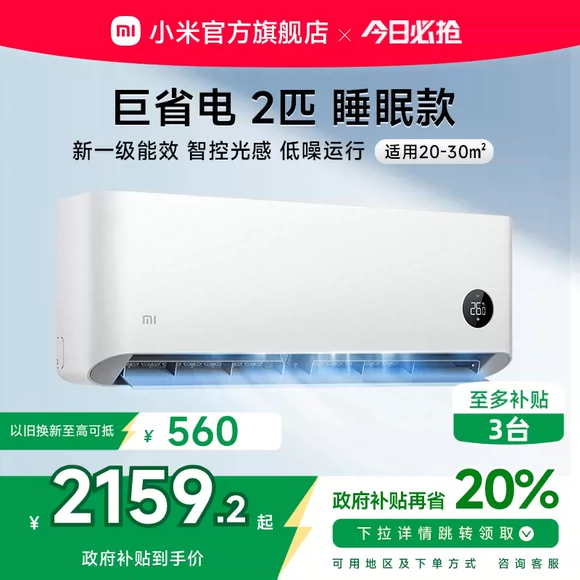 小米官方旗舰店 × 今日必抢
巨省电 2匹 睡眠款
新一级能效 智控光感 低噪运行 适用20-30㎡
26.0
mi
至多补贴
3台
以旧换新至高可抵 ¥ 560
¥ 2159.2 起
政府补贴到手价
政府补贴再省 20%
下拉详情跳转领取
可用地区及下单方式 咨询客服